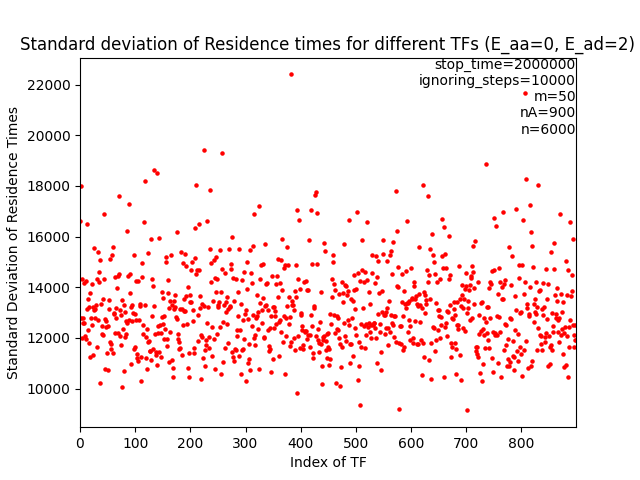 Standard deviation of Residence times for different TFs (E_aa=0, E_ad=2)
stop_time=2000000
ignoring_steps=10000
m=50
nA=900
n=6000
Standard Deviation of Residence Times
22000
20000
18000
16000
14000
12000
10000
0 100 200 300 400 500 600 700 800
Index of TF